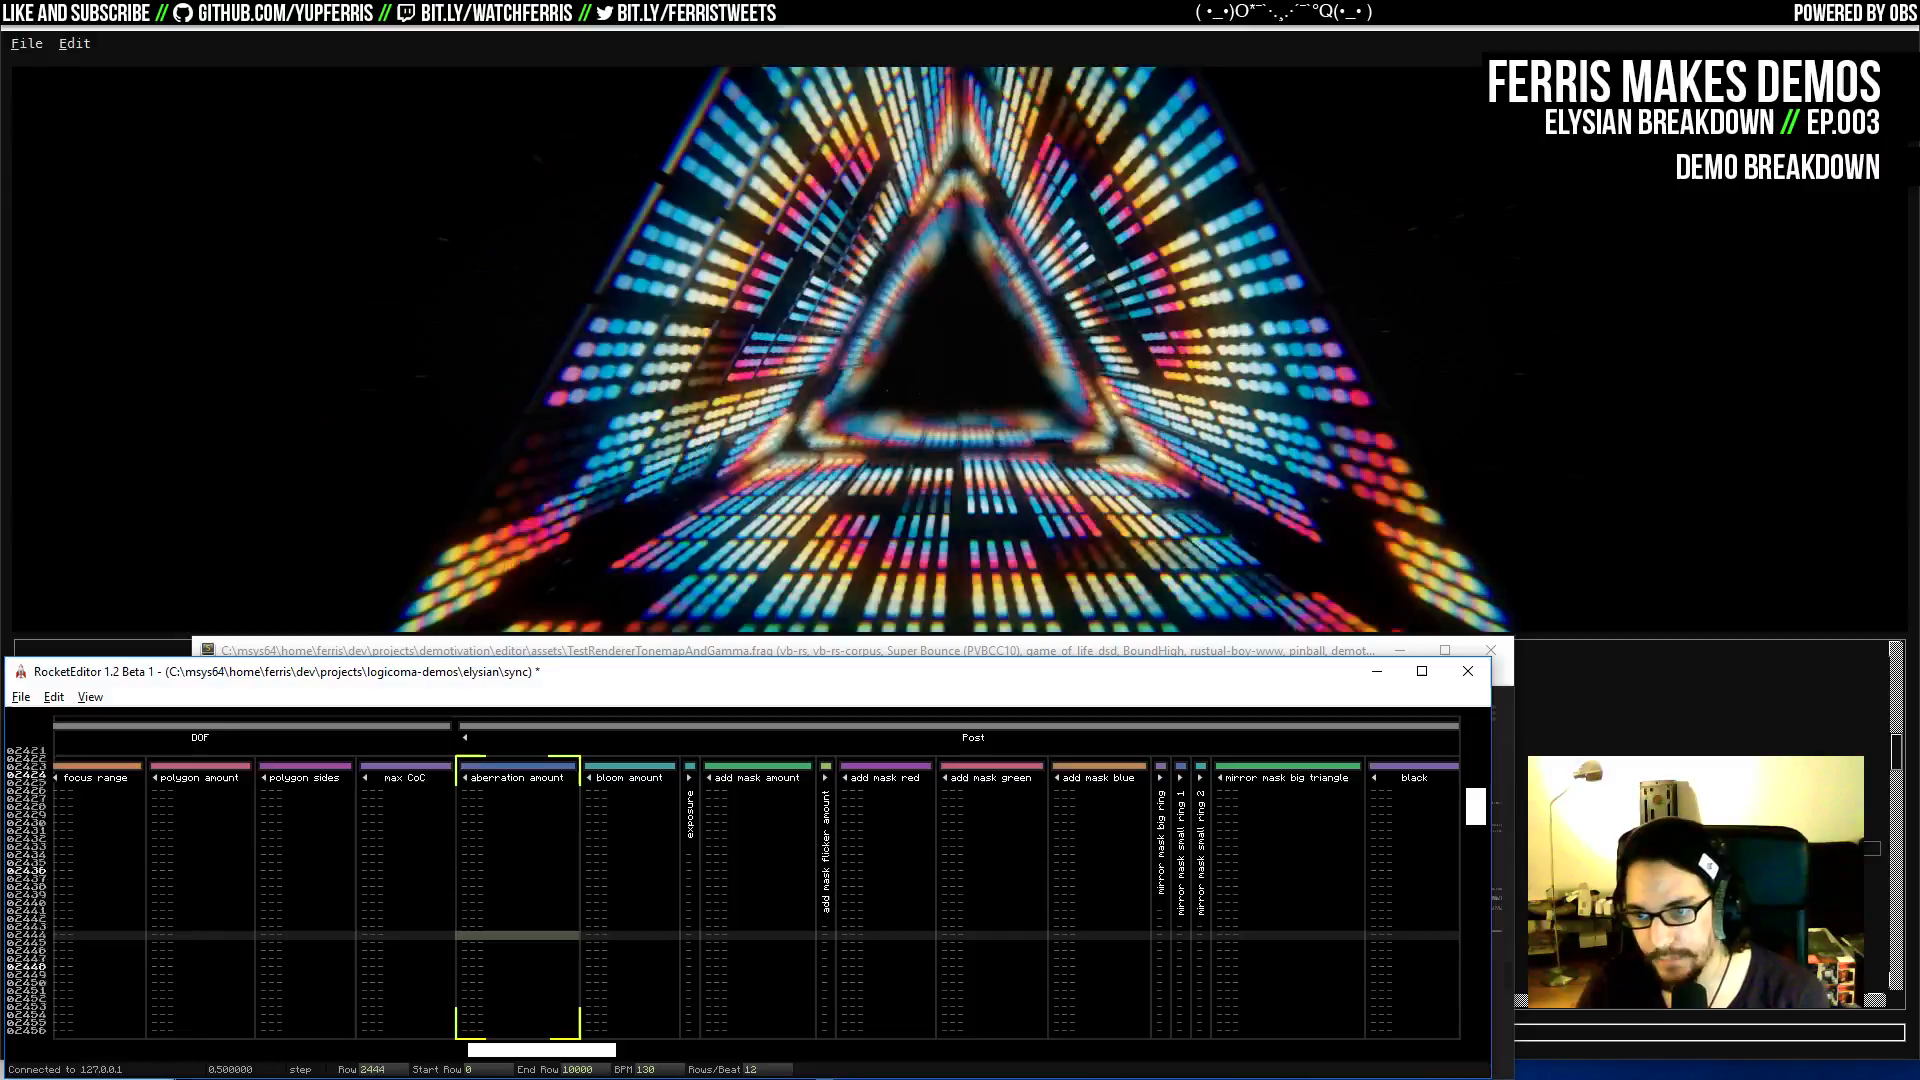 LIKE AND SUBSCRIBE // GITHUB.COM/YUPFERRIS // BIT.LY/WATCHFERRIS // BIT.LY/FERRISTWEETS
POWERED BY OBS
File Edit
FERRIS MAKES DEMOS
ELYSIAN BREAKDOWN // EP.003
DEMO BREAKDOWN
C:\msys64\home\ferris\dev\projects\demotivation\editor\assets\TestRendererTonemapAndGamma.frag (vb-rs, vb-rs-corpus, Super Bounce (PVBCC10), game_of_life_dsd, BoundHigh, rustual-boy-www, pinball, demot...
RocketEditor 1.2 Beta 1 - (C:\msys64\home\ferris\dev\projects\logicoma-demos\elysian\sync) *
File Edit View
DOF Post
focus range polygon amount polygon sides max CoC aberration amount bloom amount add mask amount add mask red add mask green add mask blue mirror mask big triangle black
exposure
add mask flicker amount
mirror mask big ring
mirror mask small ring 1
mirror mask small ring 2
02421
02422
02423
02424
02425
02426
02427
02428
02429
02430
02431
02432
02433
02434
02435
02436
02437
02438
02439
02440
02441
02442
02443
02444
02445
02446
02447
02448
02449
02450
02451
02452
02453
02454
02455
02456
Connected to 127.0.0.1 0.500000 step Row 2444 Start Row 0 End Row 10000 BPM 130 Rows/Beat 12